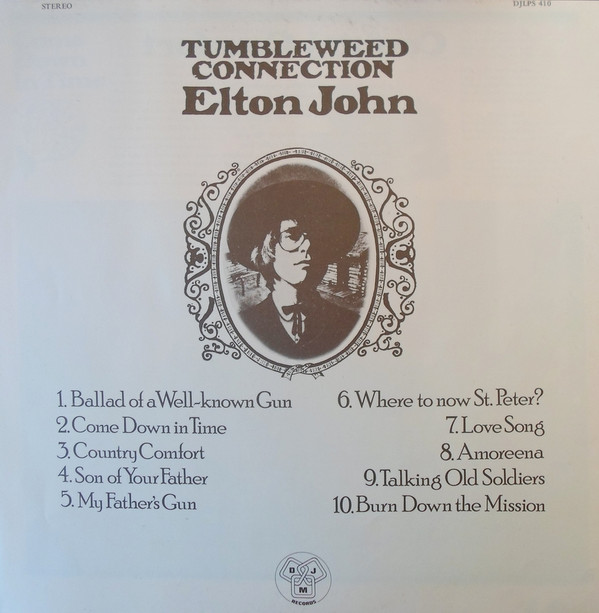 STEREO
DJLPS 410
TUMBLEWEED
CONNECTION
Elton John
1. Ballad of a Well-known Gun
2. Come Down in Time
3. Country Comfort
4. Son of Your Father
5. My Father's Gun
6. Where to now St. Peter?
7. Love Song
8. Amoreena
9. Talking Old Soldiers
10. Burn Down the Mission
D J
M
RECORDS